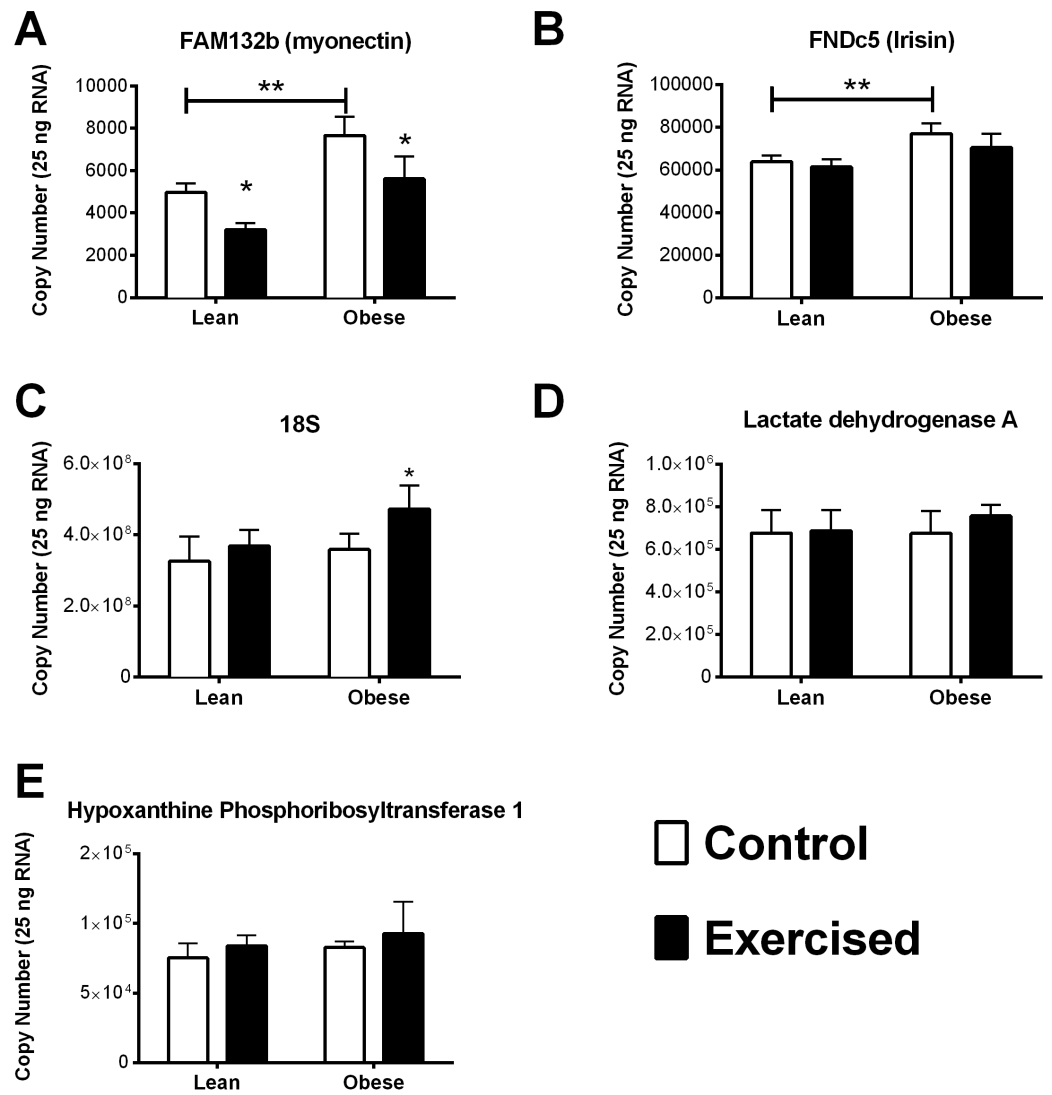 A
FAM132b (myonectin)
Copy Number (25 ng RNA)
10000
8000
6000
4000
2000
0
**
*
*
Lean
Obese
B
FNDc5 (Irisin)
Copy Number (25 ng RNA)
100000
80000
60000
40000
20000
0
**
Lean
Obese
C
18S
Copy Number (25 ng RNA)
6.0×10⁸
4.0×10⁸
2.0×10⁸
0
*
Lean
Obese
D
Lactate dehydrogenase A
Copy Number (25 ng RNA)
1.0×10⁶
8.0×10⁵
6.0×10⁵
4.0×10⁵
2.0×10⁵
0
Lean
Obese
E
Hypoxanthine Phosphoribosyltransferase 1
Copy Number (25 ng RNA)
2×10⁵
1×10⁵
5×10⁴
0
Lean
Obese
Control
Exercised